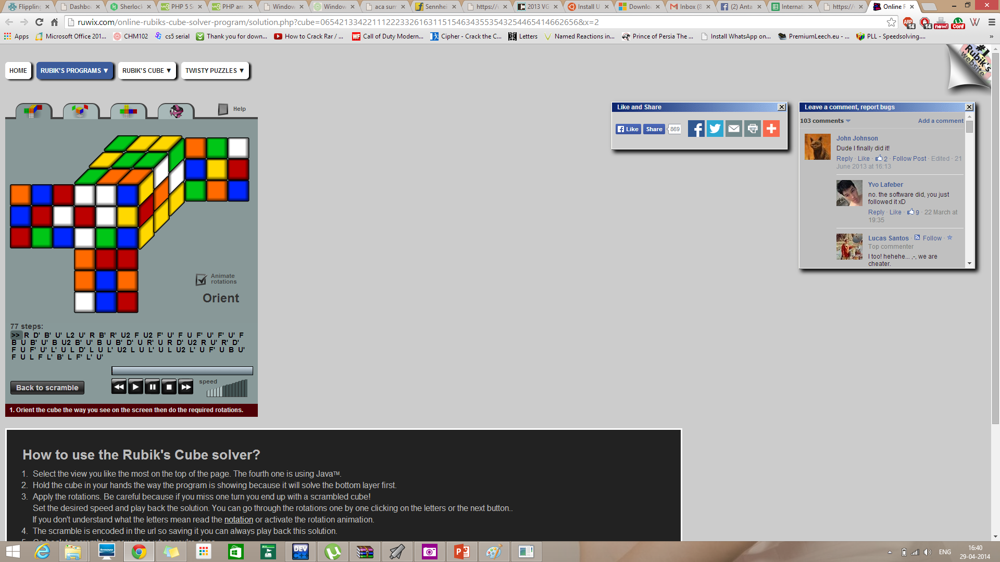 Flippling
Dashbo
Sherlock
PHP 5 S
PHP arr
Window
Window
aca sum
Sennhei
https://
2013 VG
Install U
Downlo
Inbox (8
(2) Anta
Internati
https://
Online R
ruwix.com/online-rubiks-cube-solver-program/solution.php?cube=0654213342211122233261631151546343553543254465414662656&x=2
Apps
Microsoft Office 201...
CHM102
cs5 serial
Thank you for down...
How to Crack Rar / ...
Call of Duty Modern...
Cipher - Crack the C...
Letters
Named Reactions in...
Prince of Persia The ...
Install WhatsApp on...
PremiumLeech.eu - ...
PLL - Speedsolving....
#1 Rubik's website
HOME
RUBIK'S PROGRAMS ▼
RUBIK'S CUBE ▼
TWISTY PUZZLES ▼
Help
Like and Share
Like
Share
869
Leave a comment, report bugs
103 comments
Add a comment
John Johnson
Dude I finally did it!
Reply · Like · 2 · Follow Post · Edited · 21
June 2013 at 16:13
Yvo Lafeber
no. the software did, you just
followed it xD
Reply · Like · 9 · 22 March at
19:35
Lucas Santos · Follow ·
Top commenter
I too! hehehe... ,-, we are
cheater.
Animate
rotations
Orient
77 steps:
>> R D' B' U' L2 U' R B' R' U2 F U2 F' U' F U F' U' F' U' F
B U B' U' B U2 B' U' B U B' D' U R' U R D' U2 R U' R' D'
F U F' U' L' U L D' L U L' U2 L U L' U L U2 L' U F' U B U'
F U L F L' B' L F' L' U'
speed
Back to scramble
1. Orient the cube the way you see on the screen then do the required rotations.
How to use the Rubik's Cube solver?
1. Select the view you like the most on the top of the page. The fourth one is using Java™.
2. Hold the cube in your hands the way the program is showing because it will solve the bottom layer first.
3. Apply the rotations. Be careful because if you miss one turn you end up with a scrambled cube!
Set the desired speed and play back the solution. You can go through the rotations one by one clicking on the letters or the next button..
If you don't understand what the letters mean read the notation or activate the rotation animation.
4. The scramble is encoded in the url so saving it you can always play back this solution.
ENG
16:40
29-04-2014